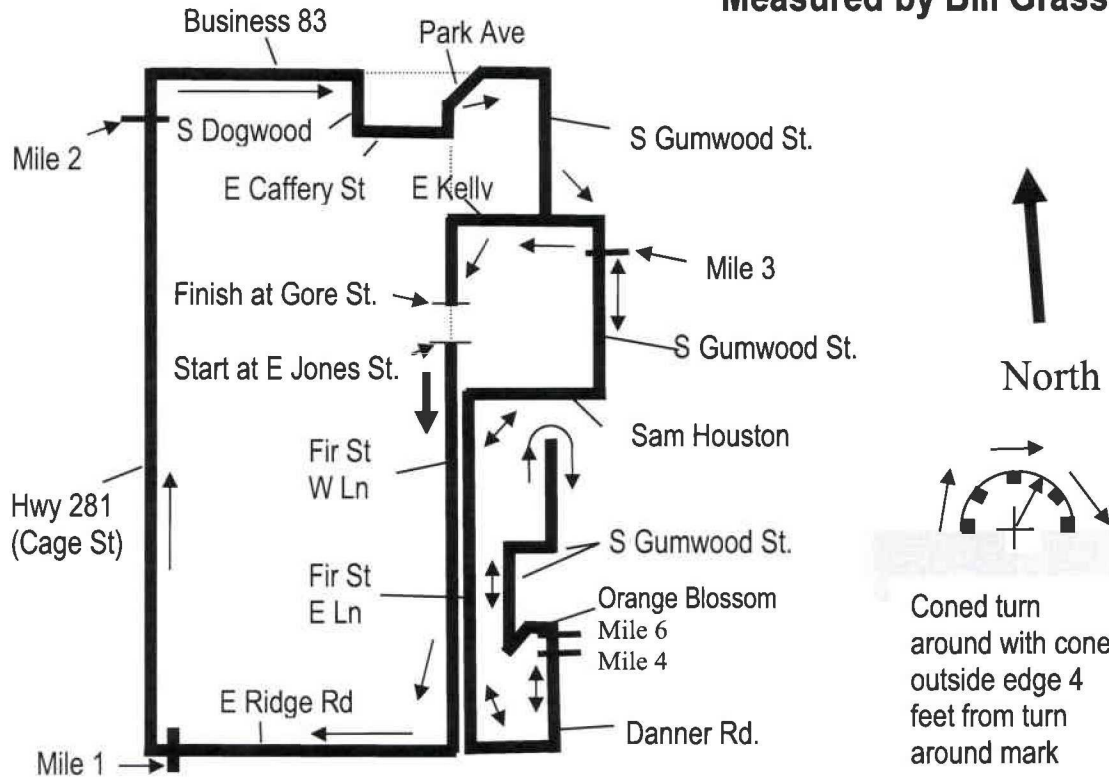 Measured by Bill Grass
Business 83
Park Ave
S Dogwood
Mile 2
S Gumwood St.
E Caffery St
E Kelly
Mile 3
Finish at Gore St.
S Gumwood St.
Start at E Jones St.
North
Sam Houston
Fir St
W Ln
Hwy 281
(Cage St)
S Gumwood St.
Fir St
E Ln
Orange Blossom
Mile 6
Mile 4
Coned turn
around with cone
outside edge 4
feet from turn
around mark
E Ridge Rd
Danner Rd.
Mile 1